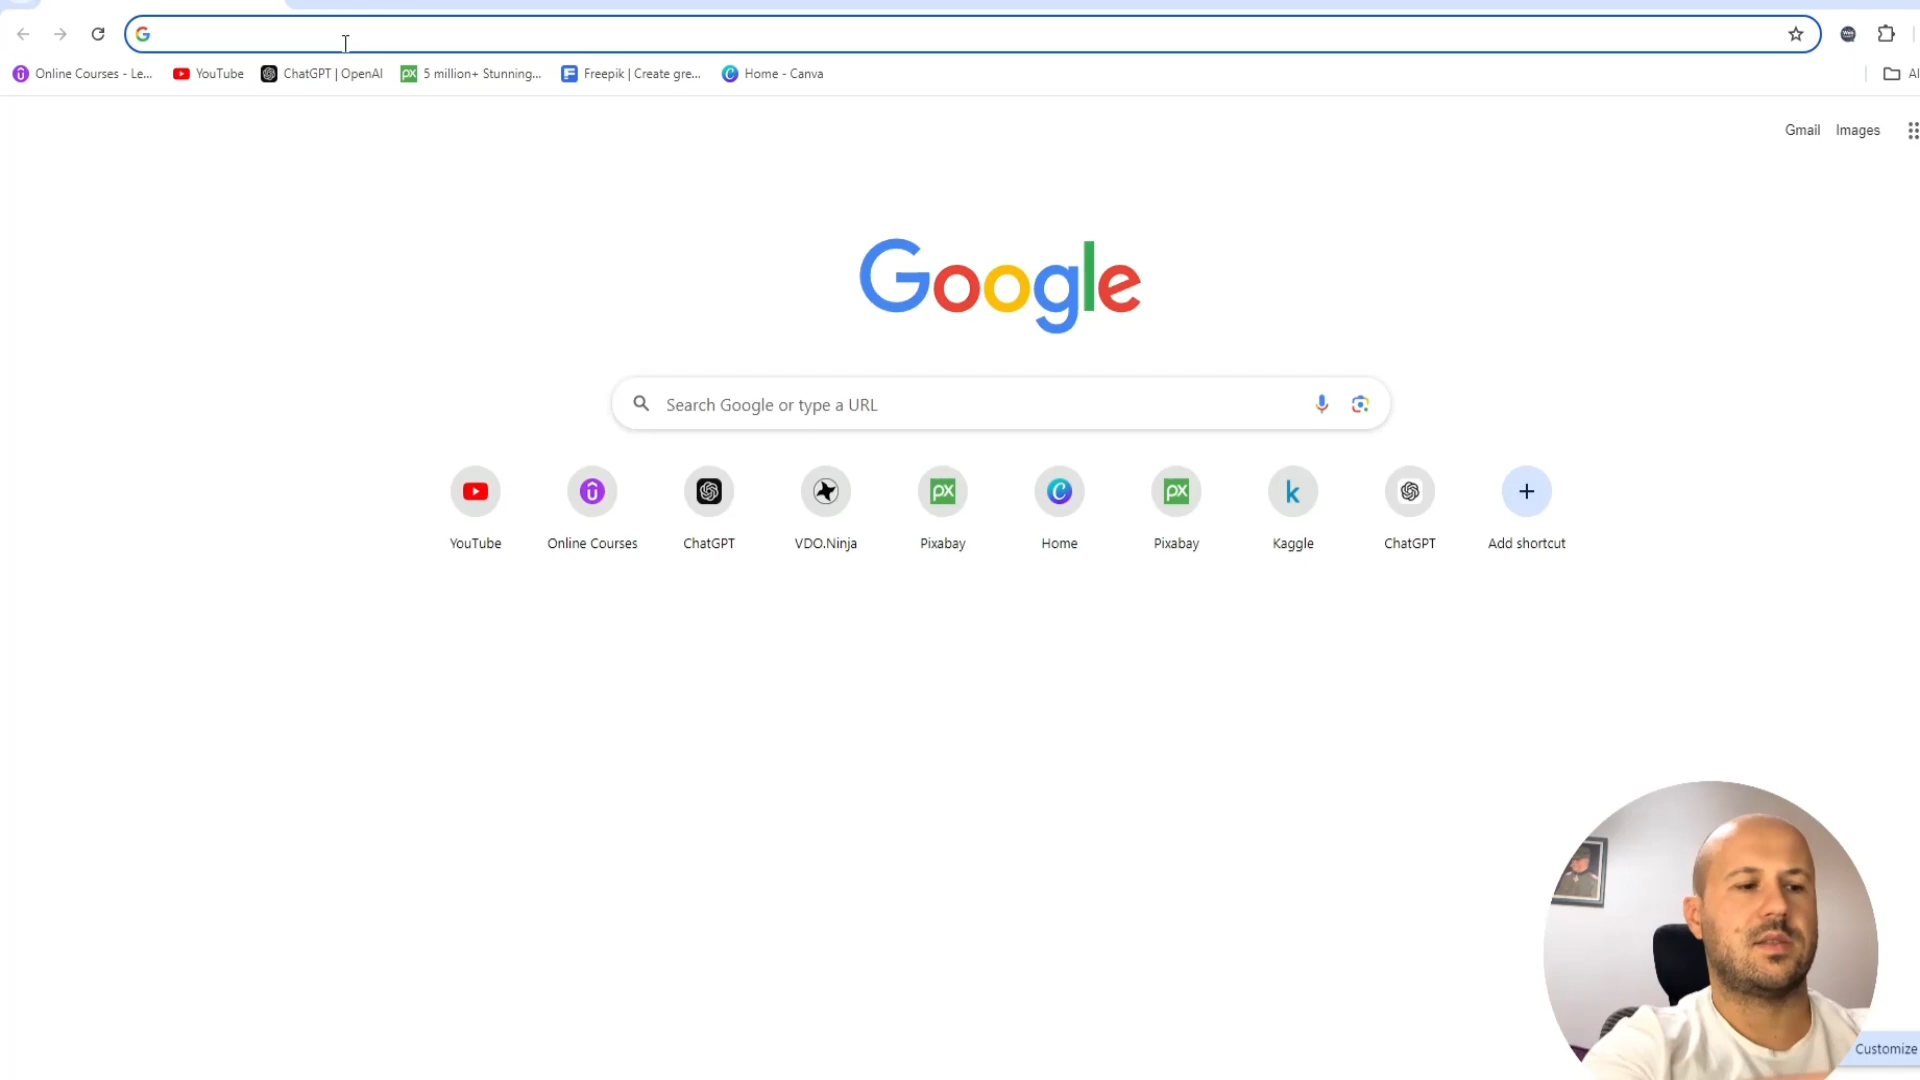 Online Courses - Le... YouTube ChatGPT | OpenAI 5 million+ Stunning... Freepik | Create gre... Home - Canva Al
Gmail Images
Google
Search Google or type a URL
YouTube Online Courses ChatGPT VDO.Ninja Pixabay Home Pixabay Kaggle ChatGPT Add shortcut
Customize